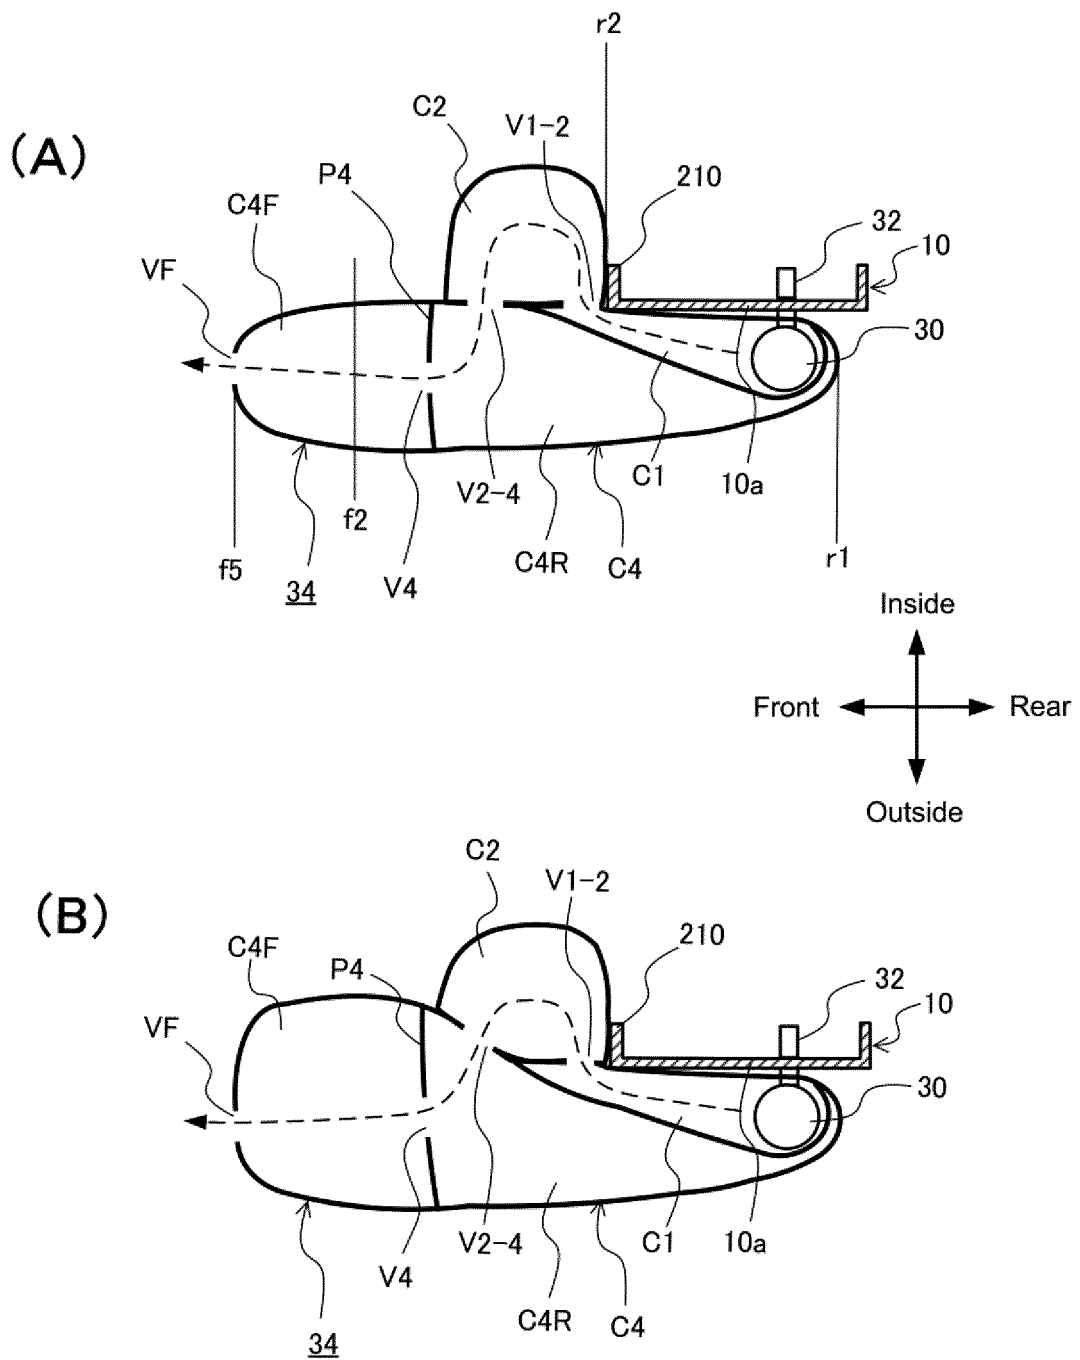 r2
C2
V1-2
(A)
P4
210
C4F
32
10
VF
30
C1
10a
V2-4
f2
C4R
C4
r1
f5
34
V4
Inside
Front
Rear
Outside
C2
V1-2
(B)
210
C4F
P4
32
10
VF
30
C1
10a
V2-4
V4
C4R
C4
34